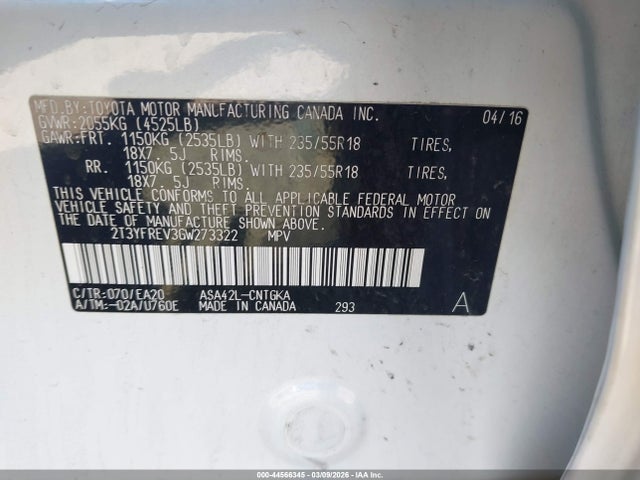 MFD.BY:TOYOTA MOTOR MANUFACTURING CANADA INC. 04/16
GVWR:2055KG (4525LB)
GAWR:FRT. 1150KG (2535LB) WITH 235/55R18 TIRES,
18X7.5J RIMS.
RR. 1150KG (2535LB) WITH 235/55R18 TIRES,
18X7.5J RIMS.
THIS VEHICLE CONFORMS TO ALL APPLICABLE FEDERAL MOTOR
VEHICLE SAFETY AND THEFT PREVENTION STANDARDS IN EFFECT ON
THE DATE OF MANUFACTURE SHOWN ABOVE.
2T3YFREV3GW273322 MPV
C/TR:070/EA20 ASA42L-CNTGKA
A/TM:-02A/U760E MADE IN CANADA 293 A
000-44566345 | 03/09/2026 | IAA Inc.